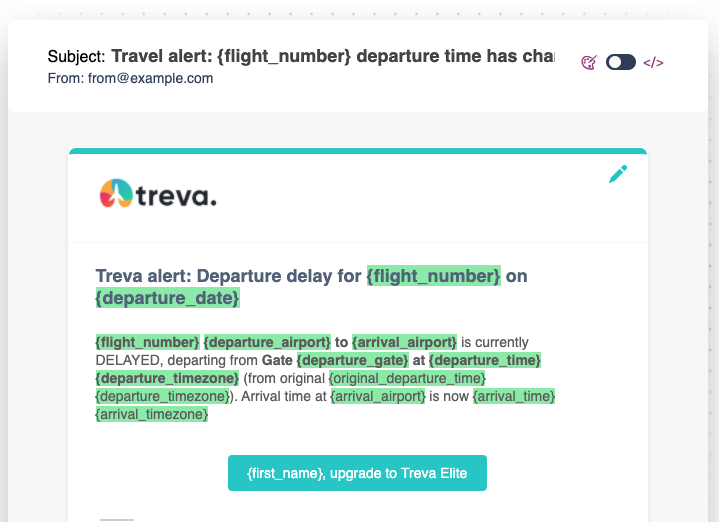 Subject: Travel alert: {flight_number} departure time has cha
From: from@example.com
</>
treva.
Treva alert: Departure delay for {flight_number} on
{departure_date}
{flight_number} {departure_airport} to {arrival_airport} is currently
DELAYED, departing from Gate {departure_gate} at {departure_time}
{departure_timezone} (from original {original_departure_time}
{departure_timezone}). Arrival time at {arrival_airport} is now {arrival_time}
{arrival_timezone}
{first_name}, upgrade to Treva Elite